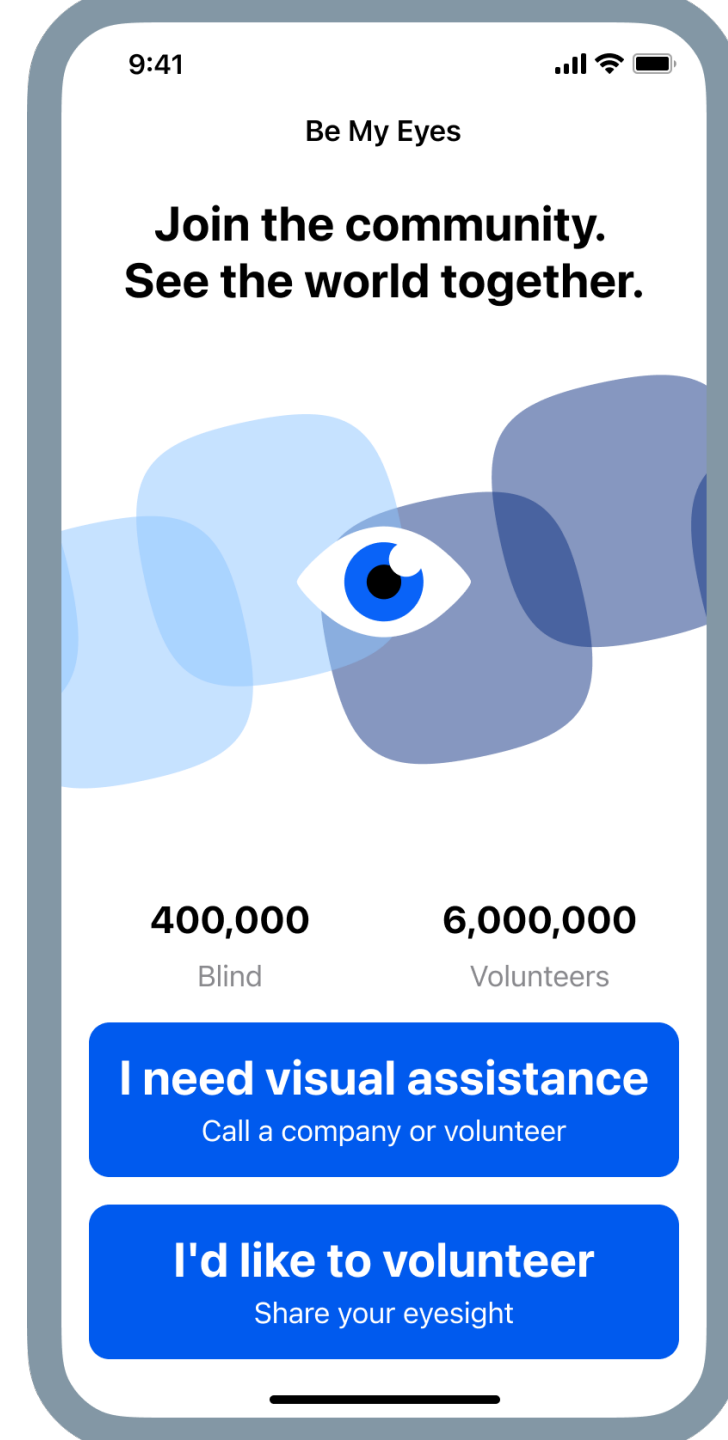 9:41
Be My Eyes
Join the community.
See the world together.
400,000 6,000,000
Blind Volunteers
I need visual assistance
Call a company or volunteer
I'd like to volunteer
Share your eyesight